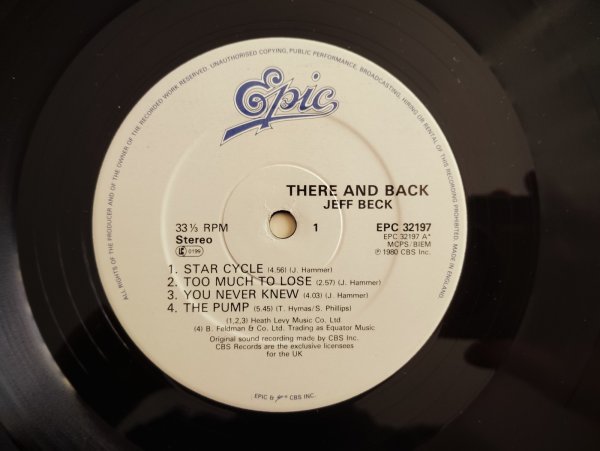 ALL RIGHTS OF THE PRODUCER AND OF THE OWNER OF THE RECORDED WORK RESERVED. UNAUTHORISED COPYING, PUBLIC PERFORMANCE, BROADCASTING, HIRING OR RENTAL OF THIS RECORDING PROHIBITED. MADE IN ENGLAND.
Epic
THERE AND BACK
JEFF BECK
33⅓ RPM
1
EPC 32197
Stereo
EPC 32197 A*
MCPS/BIEM
0199
℗ 1980 CBS Inc.
1. STAR CYCLE (4.56) (J. Hammer)
2. TOO MUCH TO LOSE (2.57) (J. Hammer)
3. YOU NEVER KNEW (4.03) (J. Hammer)
4. THE PUMP (5.45) (T. Hymas/S. Phillips)
(1,2,3) Heath Levy Music Co. Ltd.
(4) B. Feldman & Co. Ltd. Trading as Equator Music
Original sound recording made by CBS Inc.
CBS Records are the exclusive licensees
for the UK
EPIC & CBS INC.